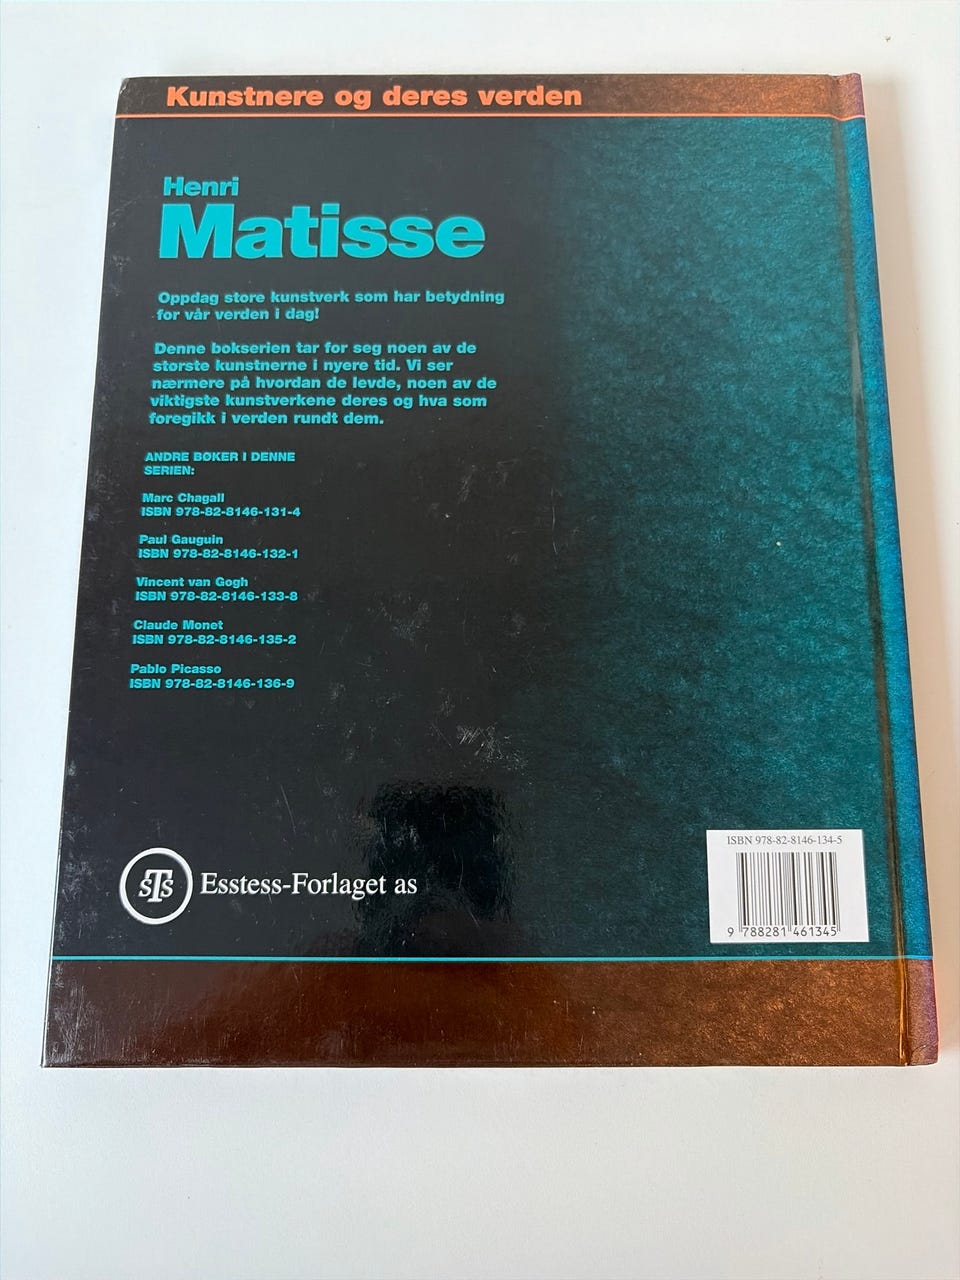 Kunstnere og deres verden
Henri
Matisse
Oppdag store kunstverk som har betydning
for vår verden i dag!
Denne bokserien tar for seg noen av de
største kunstnerne i nyere tid. Vi ser
nærmere på hvordan de levde, noen av de
viktigste kunstverkene deres og hva som
foregikk i verden rundt dem.
ANDRE BØKER I DENNE
SERIEN:
Marc Chagall
ISBN 978-82-8146-131-4
Paul Gauguin
ISBN 978-82-8146-132-1
Vincent van Gogh
ISBN 978-82-8146-133-8
Claude Monet
ISBN 978-82-8146-135-2
Pablo Picasso
ISBN 978-82-8146-136-9
STS Esstess-Forlaget as
ISBN 978-82-8146-134-5
9 788281 461345